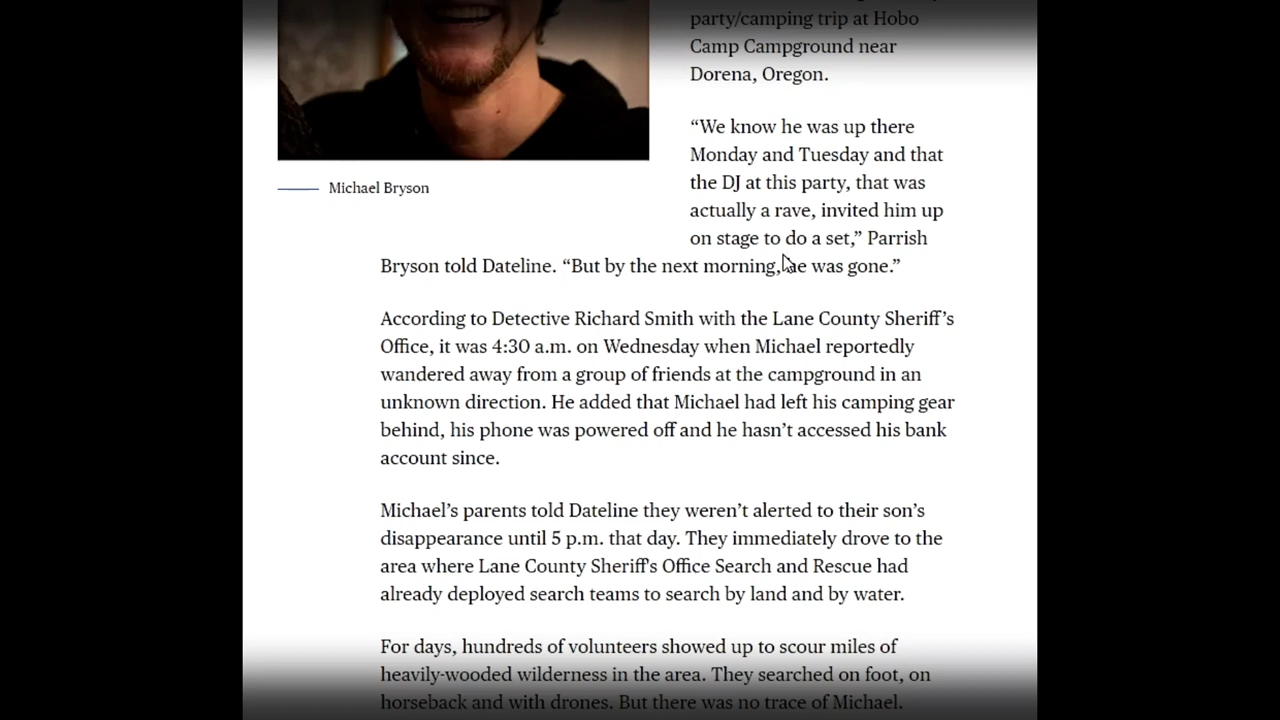 party/camping trip at Hobo
Camp Campground near
Dorena, Oregon.
“We know he was up there
Monday and Tuesday and that
the DJ at this party, that was
actually a rave, invited him up
on stage to do a set,” Parrish
Bryson told Dateline. “But by the next morning, he was gone.”
Michael Bryson
According to Detective Richard Smith with the Lane County Sheriff’s
Office, it was 4:30 a.m. on Wednesday when Michael reportedly
wandered away from a group of friends at the campground in an
unknown direction. He added that Michael had left his camping gear
behind, his phone was powered off and he hasn’t accessed his bank
account since.
Michael’s parents told Dateline they weren’t alerted to their son’s
disappearance until 5 p.m. that day. They immediately drove to the
area where Lane County Sheriff’s Office Search and Rescue had
already deployed search teams to search by land and by water.
For days, hundreds of volunteers showed up to scour miles of
heavily-wooded wilderness in the area. They searched on foot, on
horseback and with drones. But there was no trace of Michael.